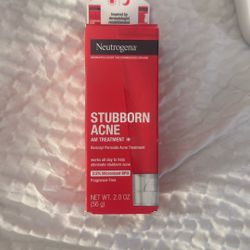 Neutrogena®
STUBBORN
ACNE
AM TREATMENT
Benzoyl Peroxide Acne Treatment
works all day to help
eliminate stubborn acne
2.5% Micronized BPO
Fragrance-Free
NET WT. 2.0 OZ
(56 g)